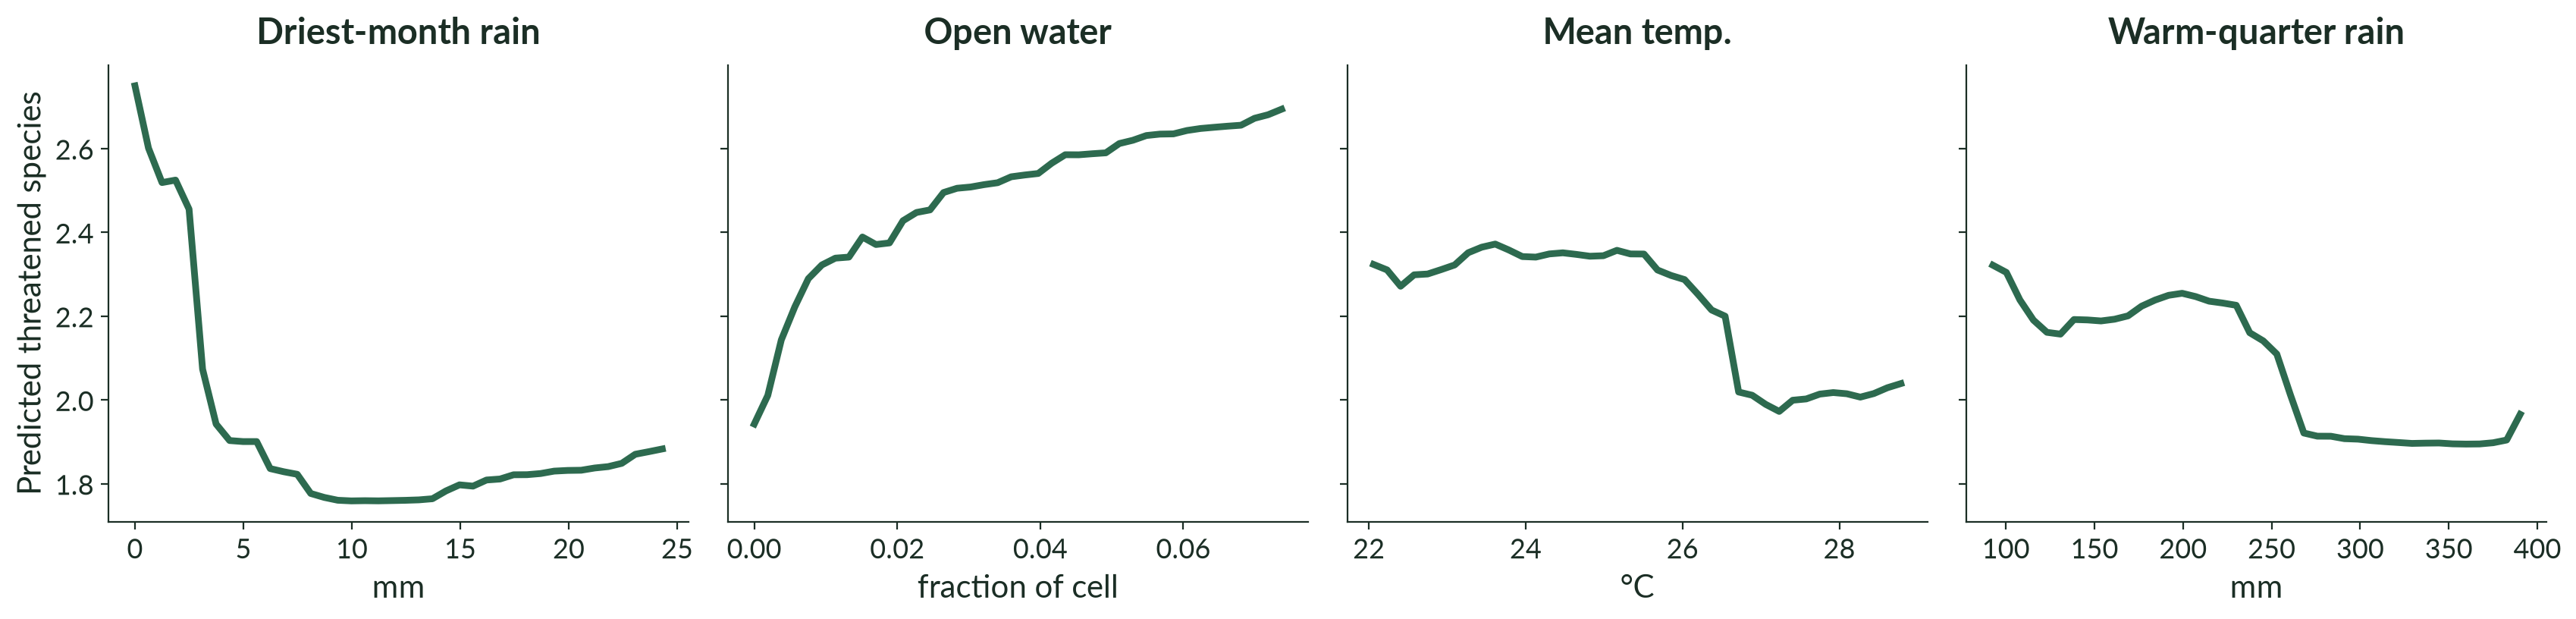 Driest-month rain
Open water
Mean temp.
Warm-quarter rain
Predicted threatened species
2.6
2.4
2.2
2.0
1.8
0 5 10 15 20 25
0.00 0.02 0.04 0.06
22 24 26 28
100 150 200 250 300 350 400
mm
fraction of cell
°C
mm